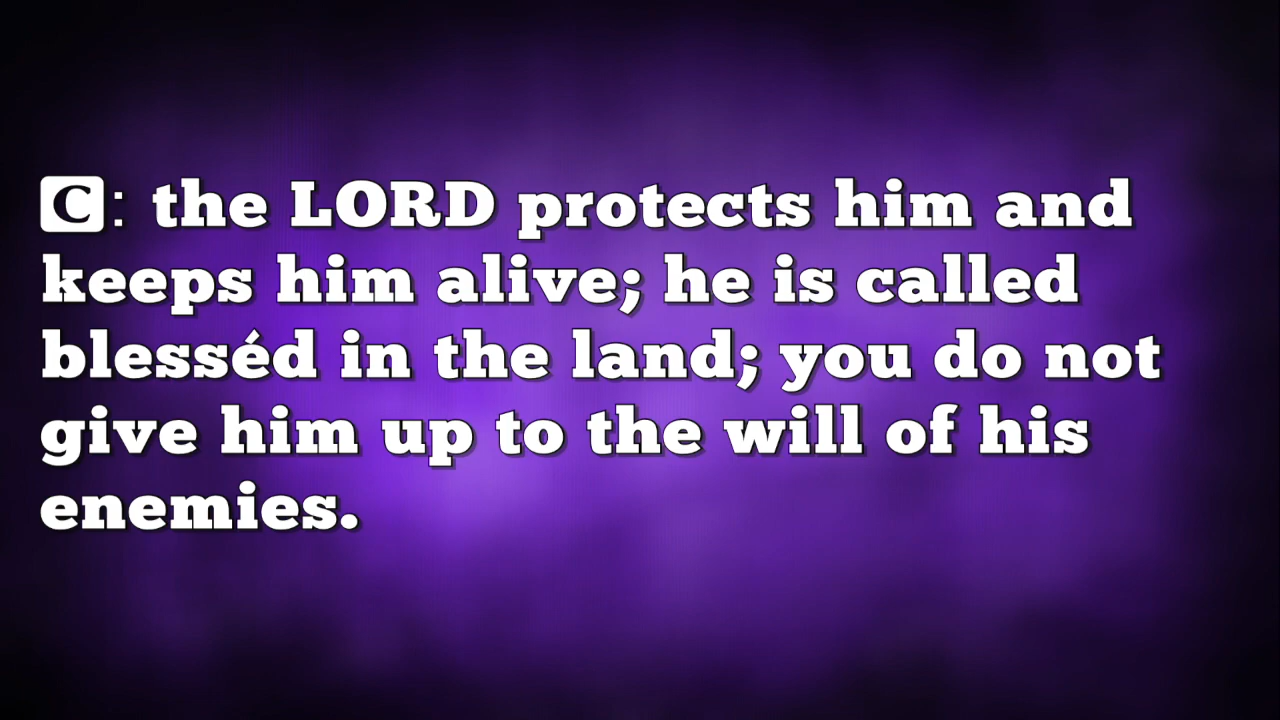 C: the LORD protects him and
keeps him alive; he is called
blesséd in the land; you do not
give him up to the will of his
enemies.